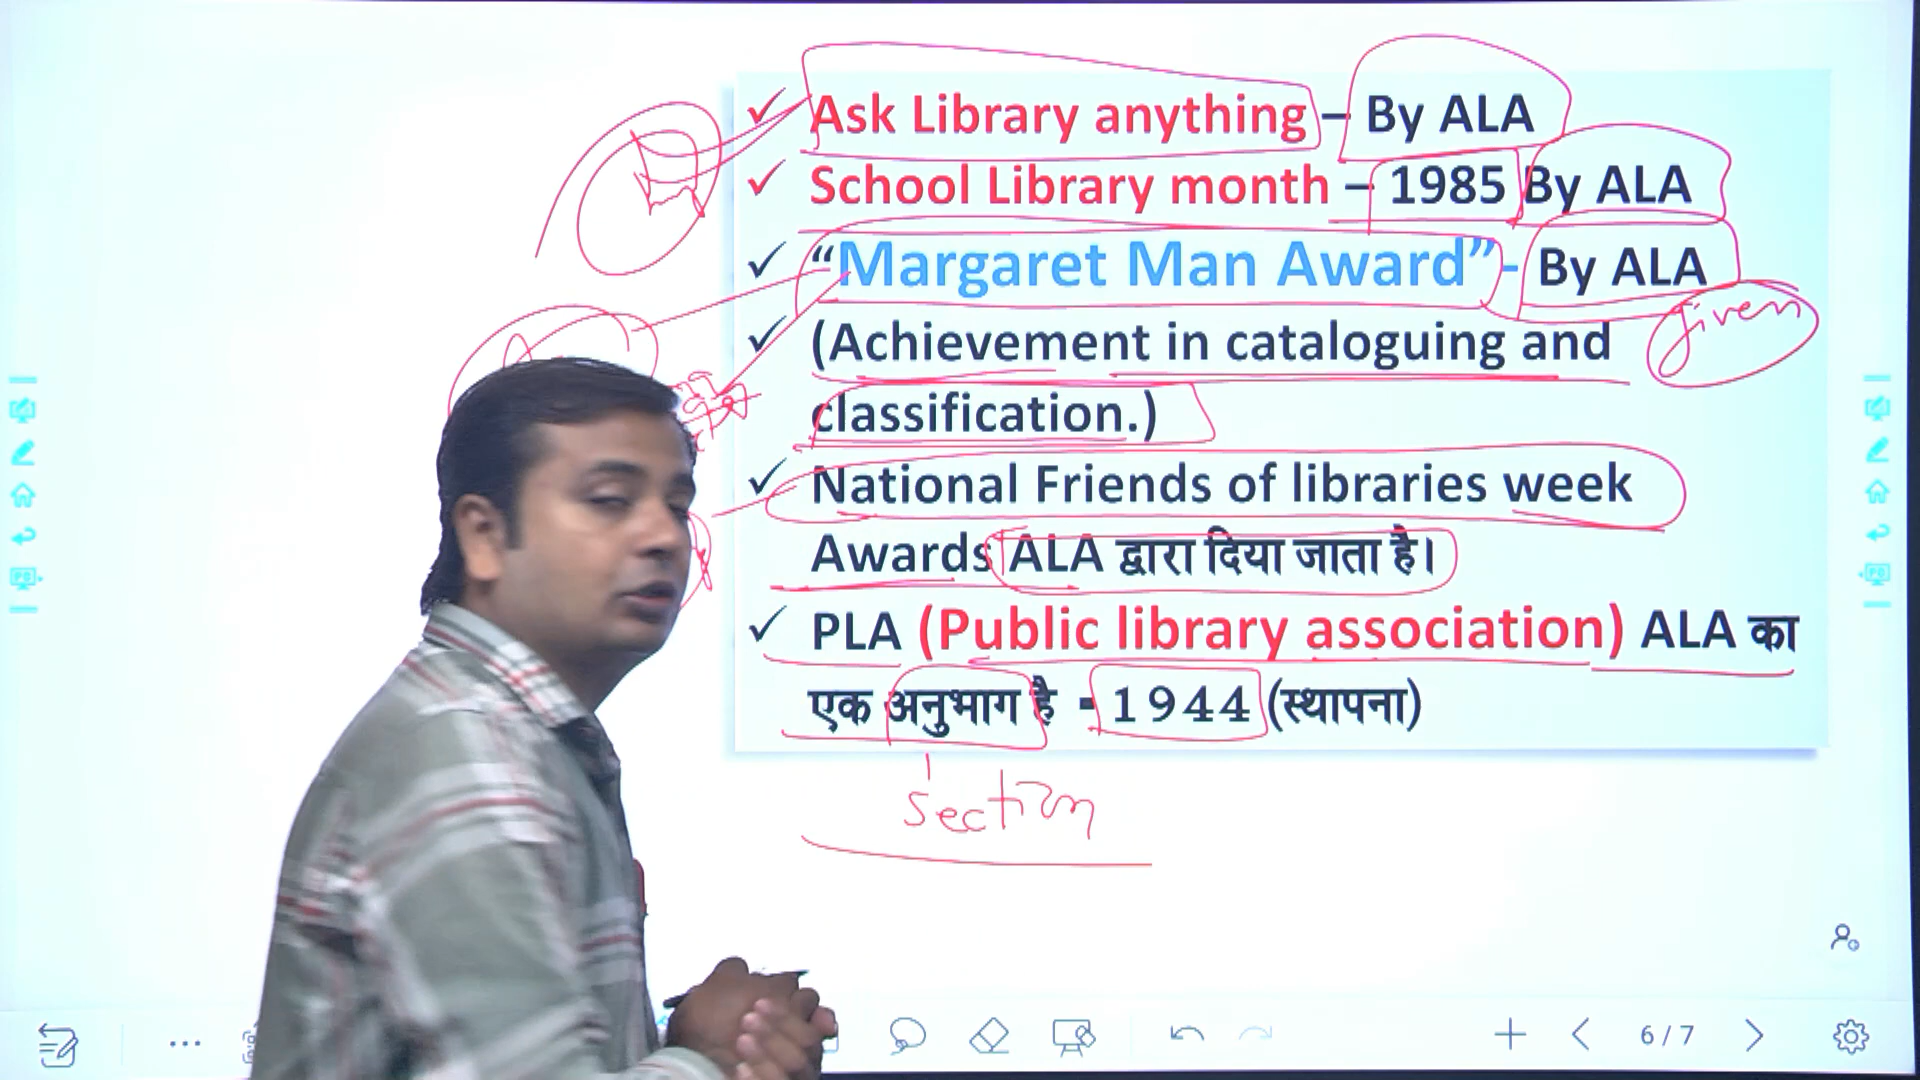 ✓ Ask Library anything – By ALA
✓ School Library month – 1985 By ALA
✓ “Margaret Man Award”- By ALA
given
✓ (Achievement in cataloguing and
classification.)
✓ National Friends of libraries week
Awards ALA द्वारा दिया जाता है।
✓ PLA (Public library association) ALA का
एक अनुभाग है - 1944 (स्थापना)
section
6 / 7